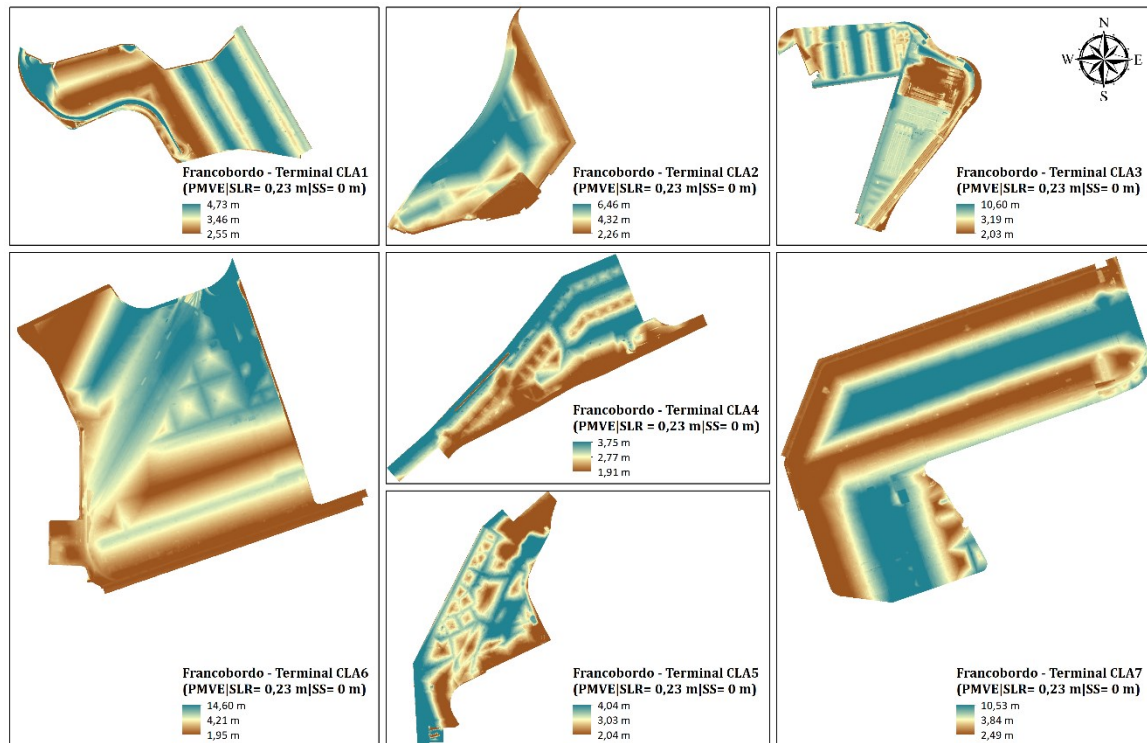 Francobordo - Terminal CLA1
(PMVE|SLR= 0,23 m|SS= 0 m)
4,73 m
3,46 m
2,55 m
Francobordo - Terminal CLA2
(PMVE|SLR= 0,23 m|SS= 0 m)
6,46 m
4,32 m
2,26 m
N
W
E
S
Francobordo - Terminal CLA3
(PMVE|SLR= 0,23 m|SS= 0 m)
10,60 m
3,19 m
2,03 m
Francobordo - Terminal CLA6
(PMVE|SLR= 0,23 m|SS= 0 m)
14,60 m
4,21 m
1,95 m
Francobordo - Terminal CLA4
(PMVE|SLR = 0,23 m|SS= 0 m)
3,75 m
2,77 m
1,91 m
Francobordo - Terminal CLA5
(PMVE|SLR= 0,23 m|SS= 0 m)
4,04 m
3,03 m
2,04 m
Francobordo - Terminal CLA7
(PMVE|SLR= 0,23 m|SS= 0 m)
10,53 m
3,84 m
2,49 m